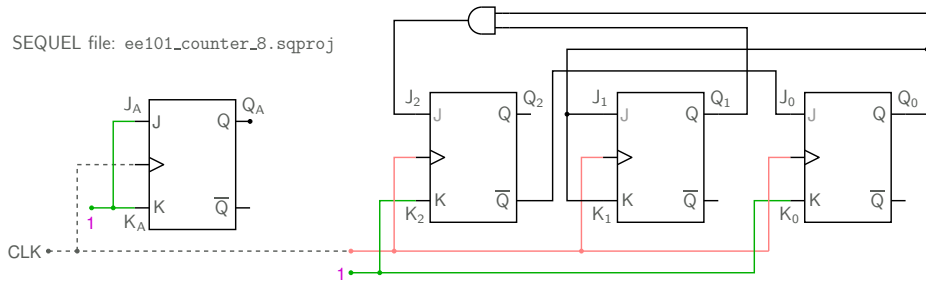 SEQUEL file: ee101_counter_8.sqproj
J_A Q_A
J Q
K Q̅
K_A
1
CLK
J_2 Q_2
J Q
K Q̅
K_2
J_1 Q_1
J Q
K Q̅
K_1
J_0 Q_0
J Q
K Q̅
K_0
1